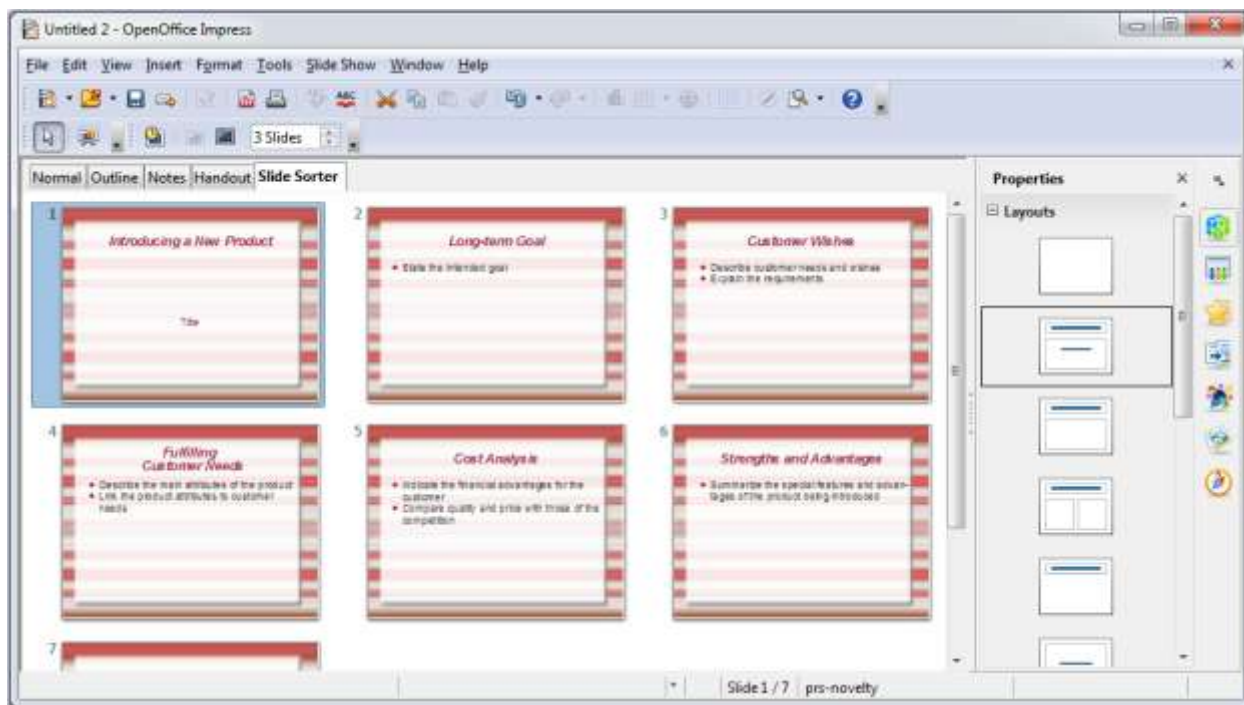 Untitled 2 - OpenOffice Impress
File Edit View Insert Format Tools Slide Show Window Help
ABC
3 Slides
Normal Outline Notes Handout Slide Sorter
1
Introducing a New Product
Title
2
Long-term Goal
State the intended goal
3
Customer Wishes
Describe customer needs and wishes
Explain the requirements
4
Fulfilling
Customer Needs
Describe the main attributes of the product
Link the product attributes to customer
needs
5
Cost Analysis
Indicate the financial advantages for the
customer
Compare quality and price with those of the
competition
6
Strengths and Advantages
Summarize the special features and advan-
tages of the product being introduced
7
Properties
Layouts
Slide 1 / 7 prs-novelty